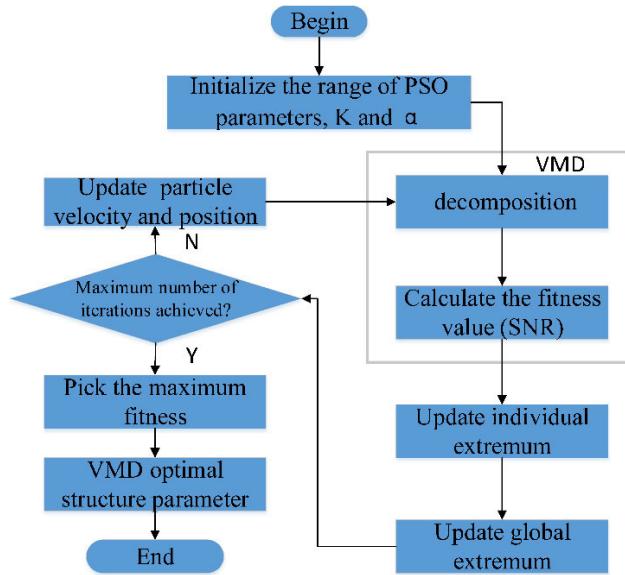 Begin
Initialize the range of PSO
parameters, K and α
VMD
decomposition
Calculate the fitness
value (SNR)
Update individual
extremum
Update global
extremum
Update particle
velocity and position
N
Maximum number of
iterations achieved?
Y
Pick the maximum
fitness
VMD optimal
structure parameter
End